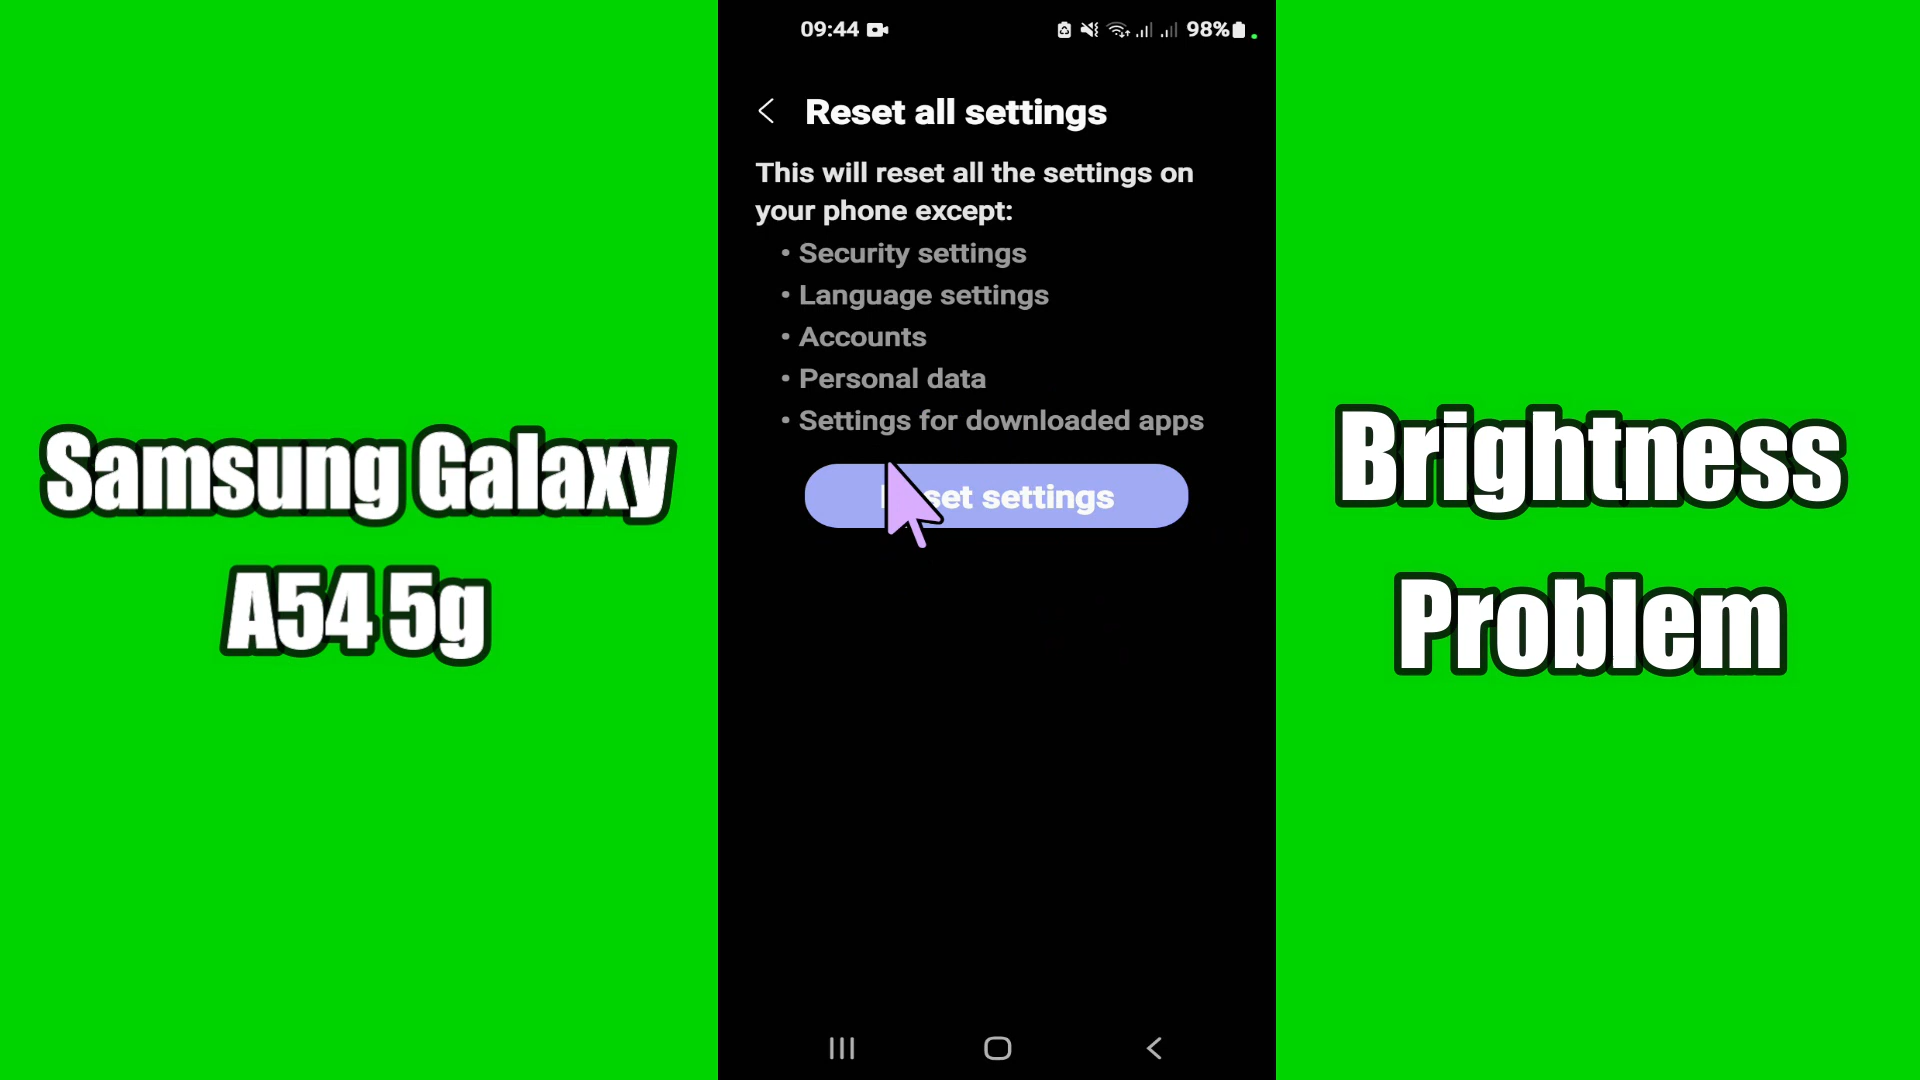 09:44
98%
Reset all settings
This will reset all the settings on
your phone except:
• Security settings
• Language settings
• Accounts
• Personal data
• Settings for downloaded apps
set settings
Samsung Galaxy
A54 5g
Brightness
Problem